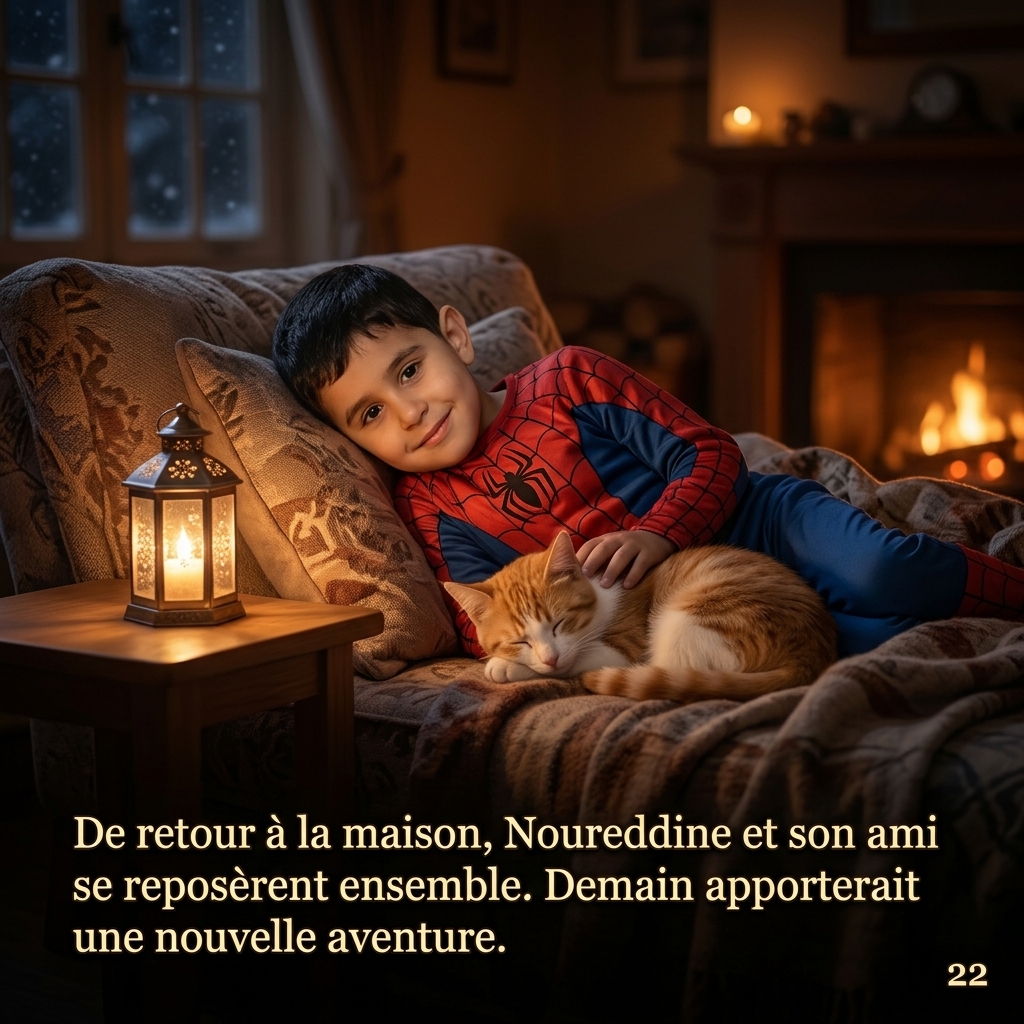 De retour à la maison, Noureddine et son ami
se reposèrent ensemble. Demain apporterait
une nouvelle aventure.
22